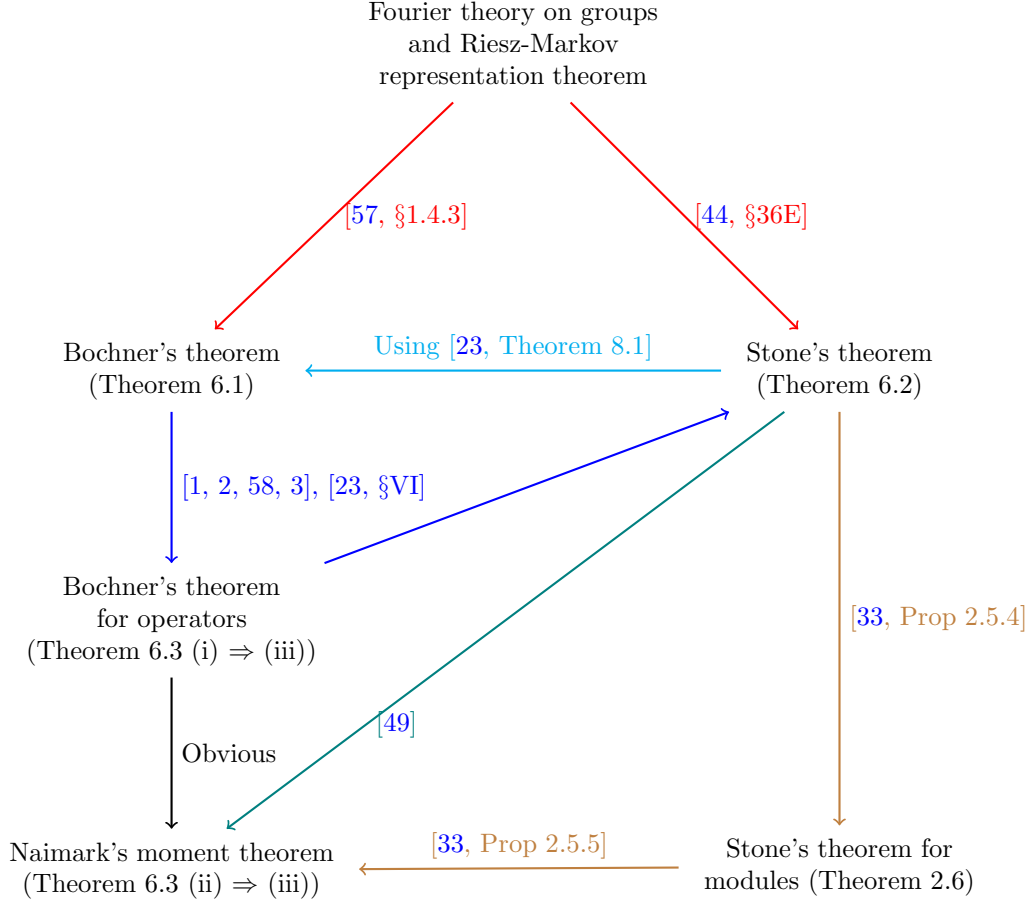 Fourier theory on groups
and Riesz-Markov
representation theorem
[57, §1.4.3]
[44, §36E]
Using [23, Theorem 8.1]
Bochner's theorem
(Theorem 6.1)
Stone's theorem
(Theorem 6.2)
[1, 2, 58, 3], [23, §VI]
Bochner's theorem
for operators
(Theorem 6.3 (i) ⇒ (iii))
[33, Prop 2.5.4]
[49]
Obvious
Naimark's moment theorem
(Theorem 6.3 (ii) ⇒ (iii))
[33, Prop 2.5.5]
Stone's theorem for
modules (Theorem 2.6)